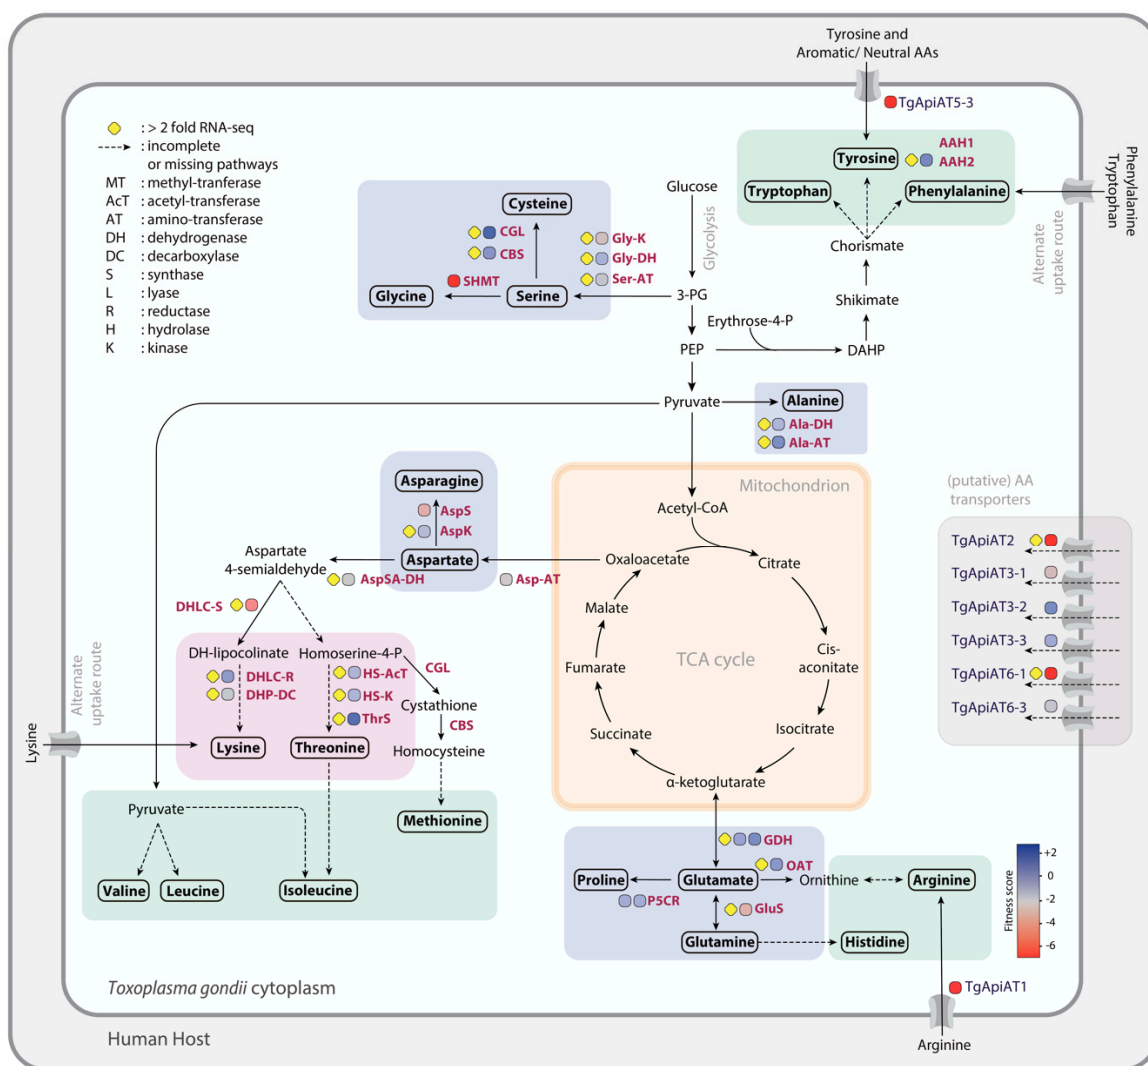 Tyrosine and
Aromatic/ Neutral AAs
TgApiAT5-3
: > 2 fold RNA-seq
: incomplete
or missing pathways
MT : methyl-tranferase
AcT : acetyl-transferase
AT : amino-transferase
DH : dehydrogenase
DC : decarboxylase
S : synthase
L : lyase
R : reductase
H : hydrolase
K : kinase
AAH1
AAH2
Tyrosine
Tryptophan
Phenylalanine
Phenylalanine
Tryptophan
Alternate
uptake route
Chorismate
Shikimate
DAHP
Erythrose-4-P
Glucose
Glycolysis
3-PG
PEP
Pyruvate
Cysteine
CGL
CBS
SHMT
Gly-K
Gly-DH
Ser-AT
Glycine
Serine
Alanine
Ala-DH
Ala-AT
Mitochondrion
Acetyl-CoA
Oxaloacetate
Citrate
Malate
Cis-
aconitate
Fumarate
TCA cycle
Succinate
Isocitrate
α-ketoglutarate
(putative) AA
transporters
TgApiAT2
TgApiAT3-1
TgApiAT3-2
TgApiAT3-3
TgApiAT6-1
TgApiAT6-3
Asparagine
AspS
AspK
Aspartate
Asp-AT
Aspartate
4-semialdehyde
AspSA-DH
DHLC-S
DH-lipocolinate
Homoserine-4-P
DHLC-R
DHP-DC
HS-AcT
HS-K
ThrS
CGL
Cystathione
CBS
Homocysteine
Lysine
Threonine
Alternate
uptake route
Lysine
Methionine
Pyruvate
Valine
Leucine
Isoleucine
GDH
OAT
Proline
Glutamate
Ornithine
Arginine
P5CR
GluS
Glutamine
Histidine
Fitness score
+2
0
-2
-4
-6
TgApiAT1
Arginine
Toxoplasma gondii cytoplasm
Human Host